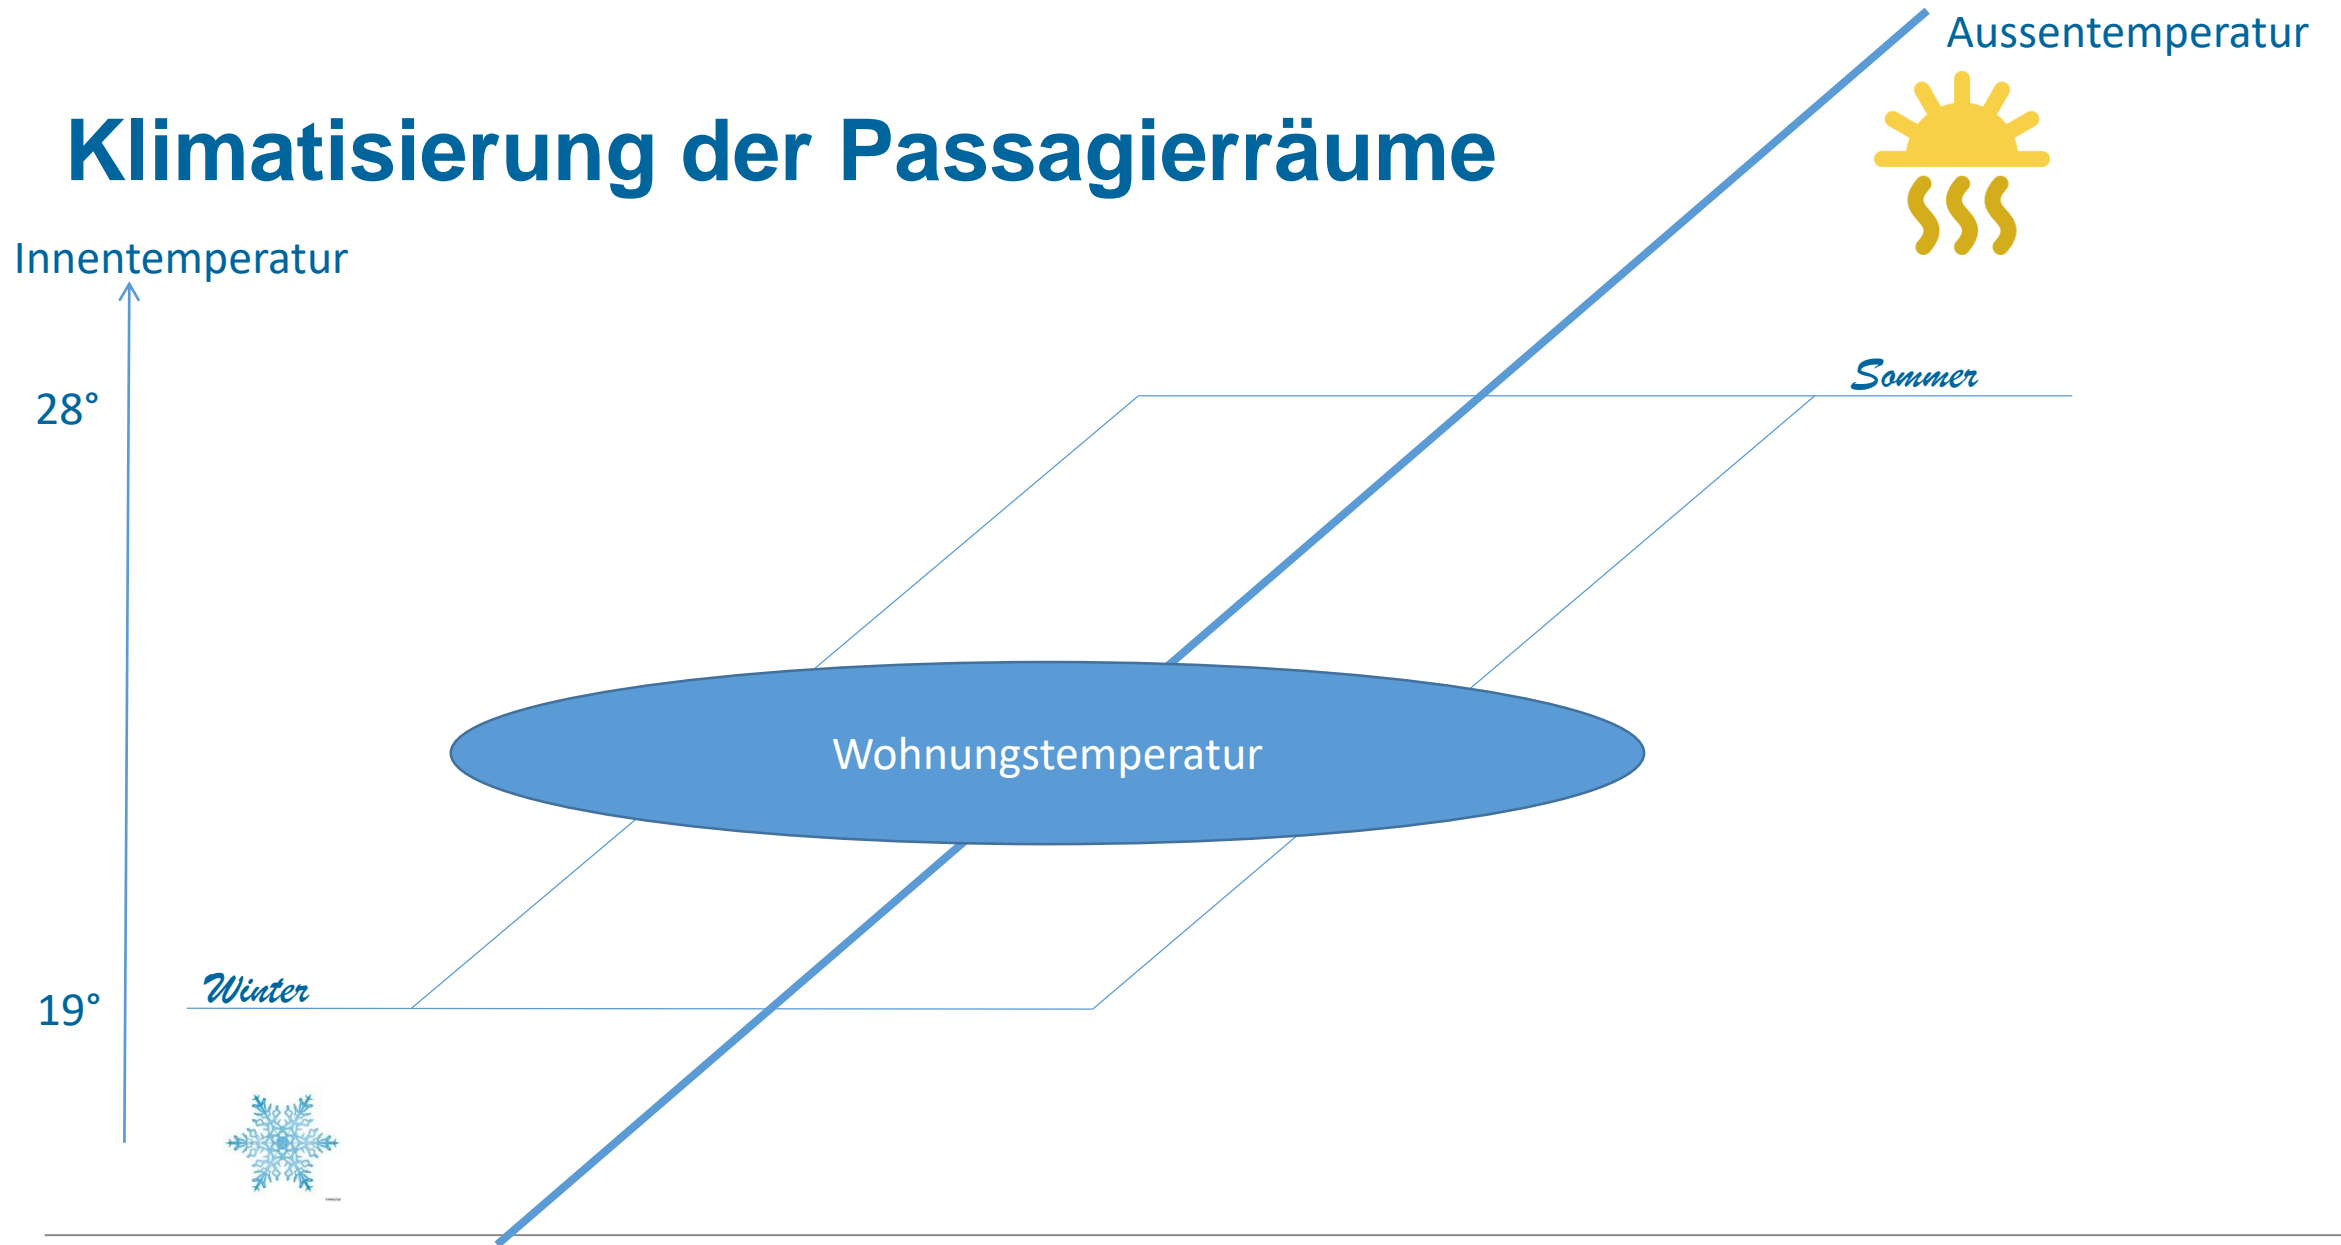 Aussentemperatur
Klimatisierung der Passagierräume
Innentemperatur
Sommer
28°
Wohnungstemperatur
Winter
19°